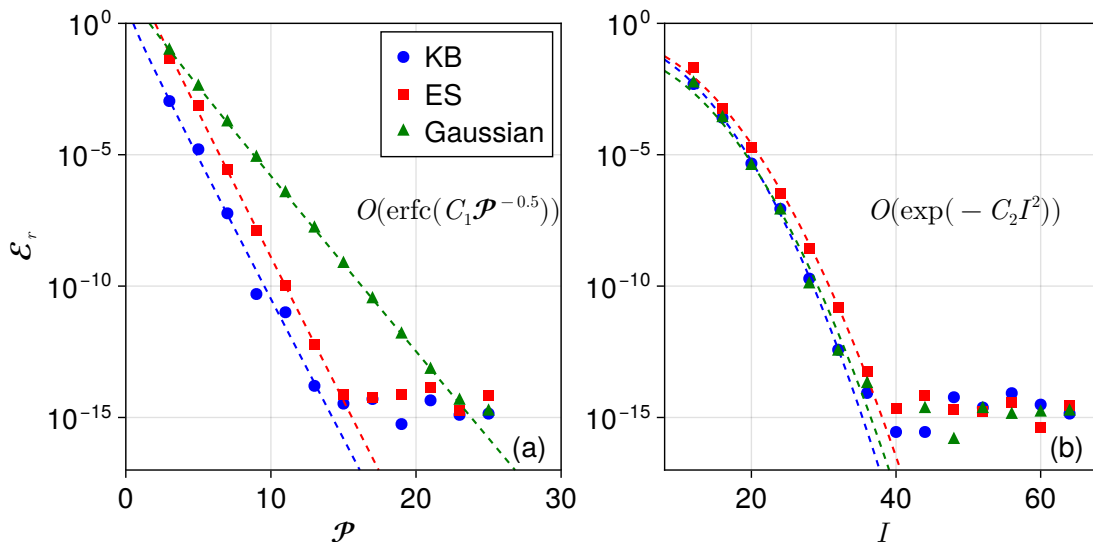 10^0
10^-5
10^-10
10^-15
ℰ_r
KB
ES
Gaussian
O(erfc(C_1𝒫^-0.5))
(a)
0 10 20 30
𝒫
O(exp(−C_2I^2))
10^0
10^-5
10^-10
10^-15
(b)
20 40 60
I